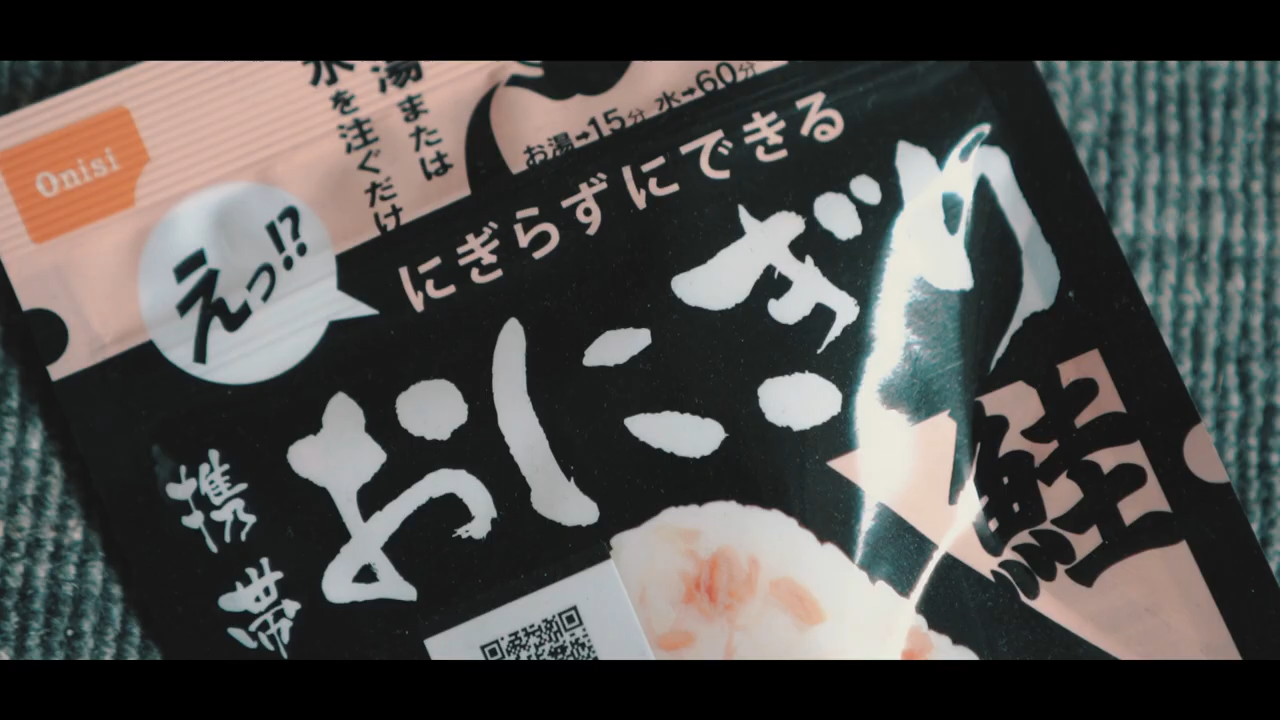 Onisi
湯または
水を注ぐだけ
お湯→15分 水→60分
えっ!?
にぎらずにできる
携帯
おにぎり
鮭